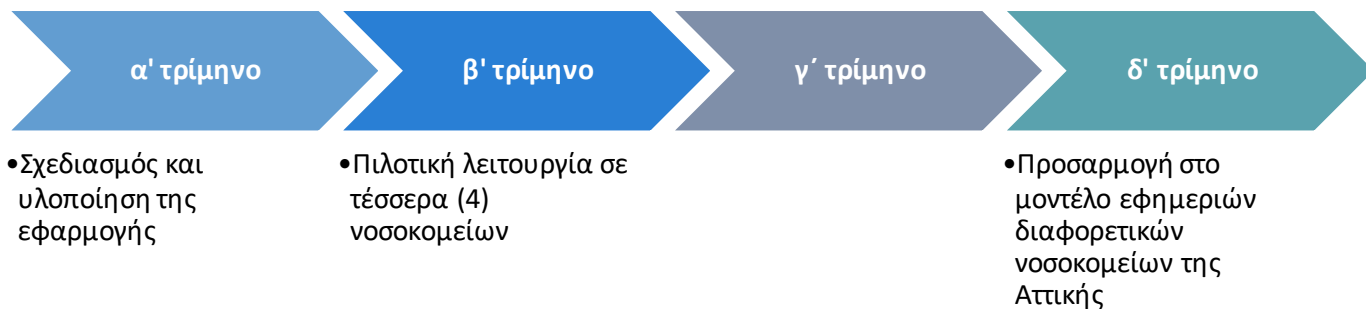 α' τρίμηνο
•Σχεδιασμός και
υλοποίηση της
εφαρμογής
β' τρίμηνο
•Πιλοτική λειτουργία σε
τέσσερα (4)
νοσοκομείων
γ΄ τρίμηνο
δ' τρίμηνο
•Προσαρμογή στο
μοντέλο εφημεριών
διαφορετικών
νοσοκομείων της
Αττικής